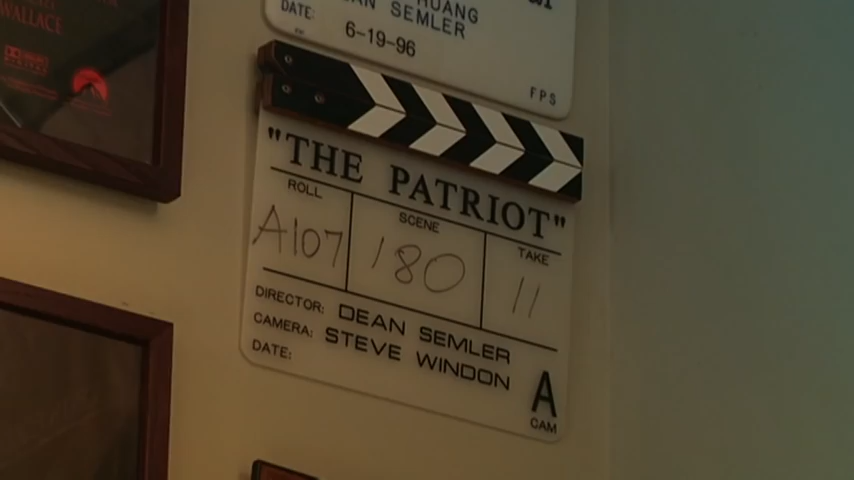 WALLACE
HUANG
DEAN SEMLER
DATE:
6-19-96
FPS
"THE PATRIOT"
ROLL SCENE TAKE
A107 180 11
DIRECTOR: DEAN SEMLER
CAMERA: STEVE WINDON
DATE:
A
CAM